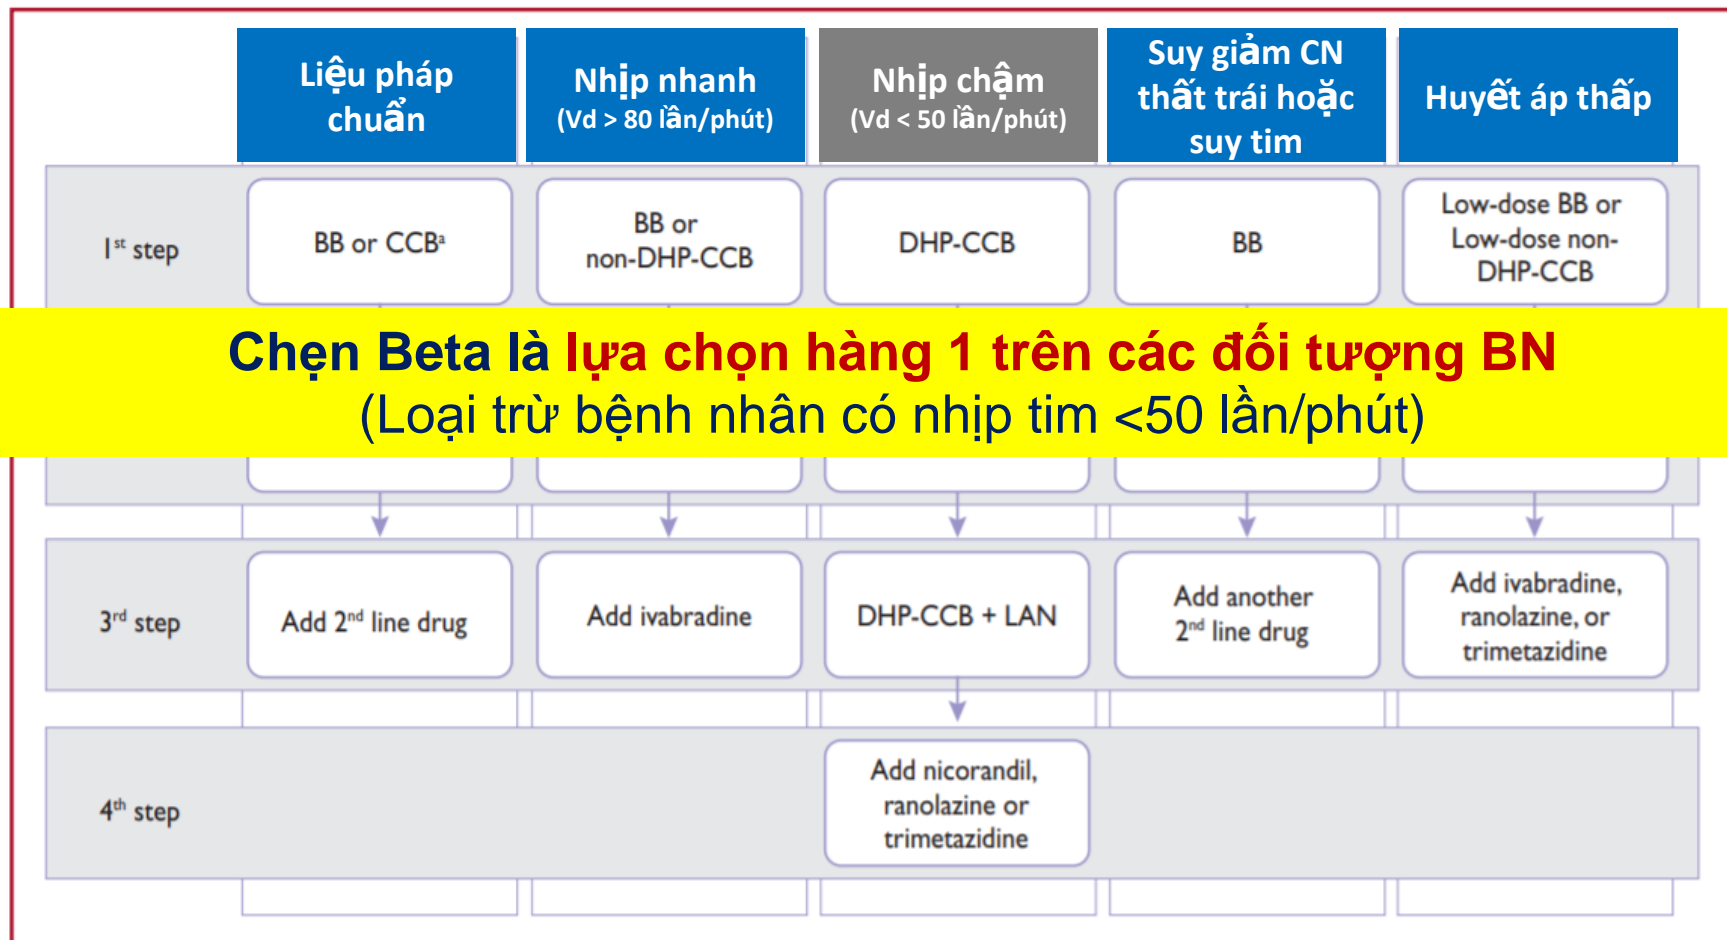 Liệu pháp
chuẩn
Nhịp nhanh
(Vd > 80 lần/phút)
Nhịp chậm
(Vd < 50 lần/phút)
Suy giảm CN
thất trái hoặc
suy tim
Huyết áp thấp
1st step
BB or CCBª
BB or
non-DHP-CCB
DHP-CCB
BB
Low-dose BB or
Low-dose non-
DHP-CCB
Chẹn Beta là lựa chọn hàng 1 trên các đối tượng BN
(Loại trừ bệnh nhân có nhịp tim <50 lần/phút)
3rd step
Add 2nd line drug
Add ivabradine
DHP-CCB + LAN
Add another
2nd line drug
Add ivabradine,
ranolazine, or
trimetazidine
4th step
Add nicorandil,
ranolazine or
trimetazidine